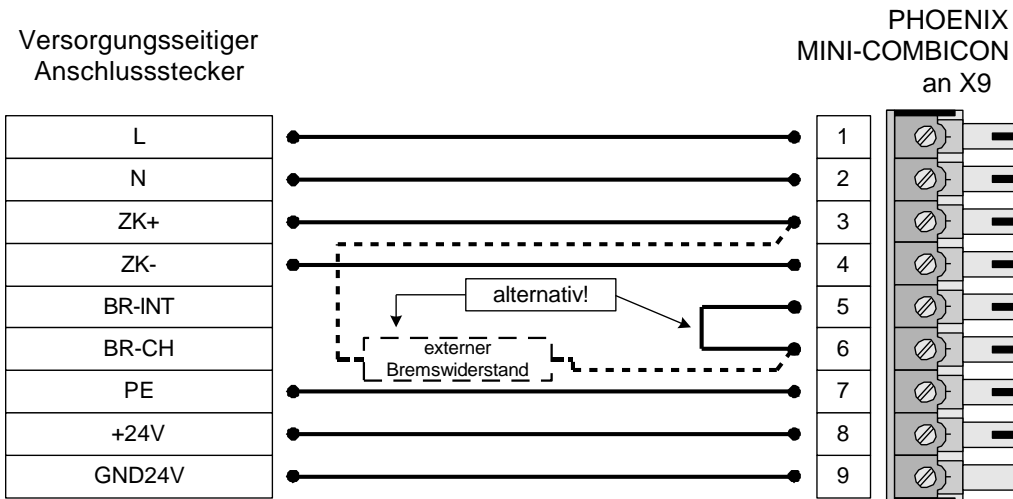 Versorgungsseitiger
Anschlussstecker
PHOENIX
MINI-COMBICON
an X9
L
1
N
2
ZK+
3
ZK-
4
BR-INT
alternativ!
5
BR-CH
externer
Bremswiderstand
6
PE
7
+24V
8
GND24V
9